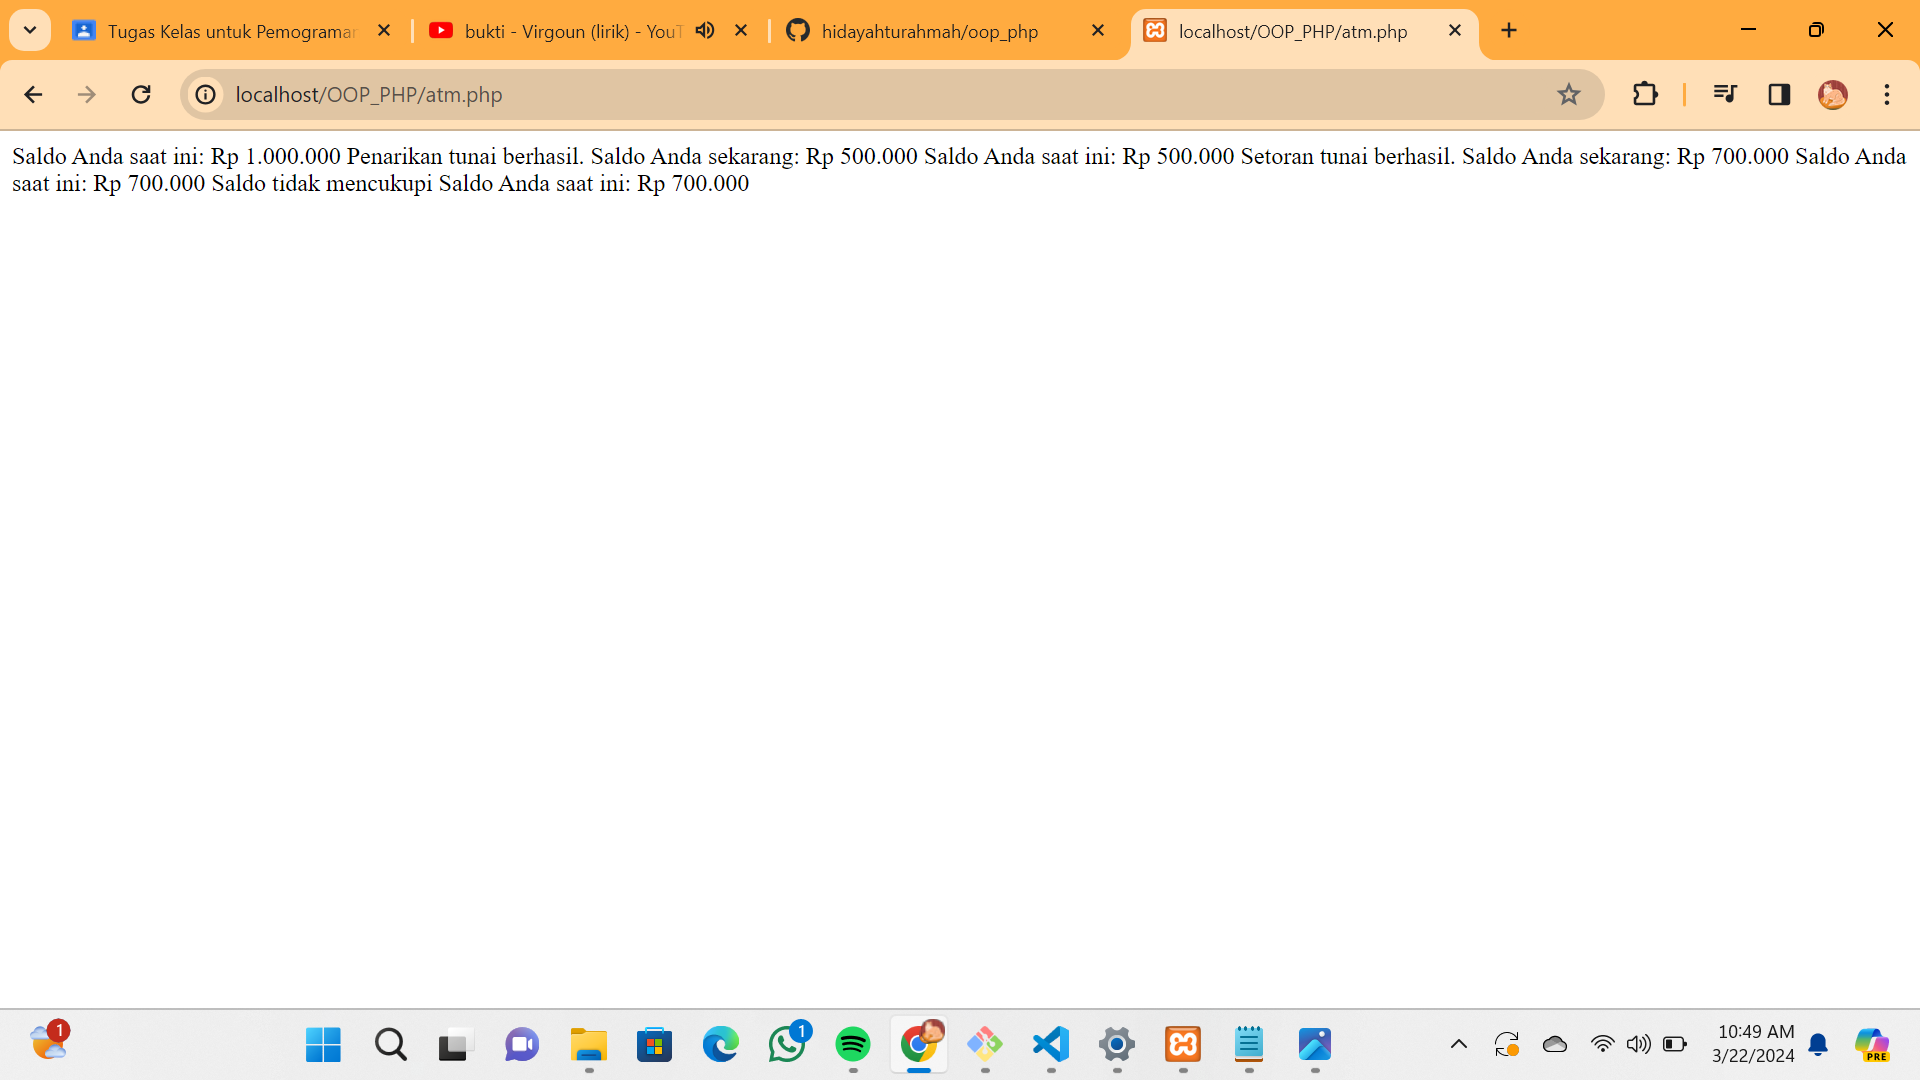 Tugas Kelas untuk Pemograman
bukti - Virgoun (lirik) - YouT
hidayahturahmah/oop_php
localhost/OOP_PHP/atm.php
localhost/OOP_PHP/atm.php
Saldo Anda saat ini: Rp 1.000.000 Penarikan tunai berhasil. Saldo Anda sekarang: Rp 500.000 Saldo Anda saat ini: Rp 500.000 Setoran tunai berhasil. Saldo Anda sekarang: Rp 700.000 Saldo Anda
saat ini: Rp 700.000 Saldo tidak mencukupi Saldo Anda saat ini: Rp 700.000
1
1
10:49 AM
3/22/2024
PRE